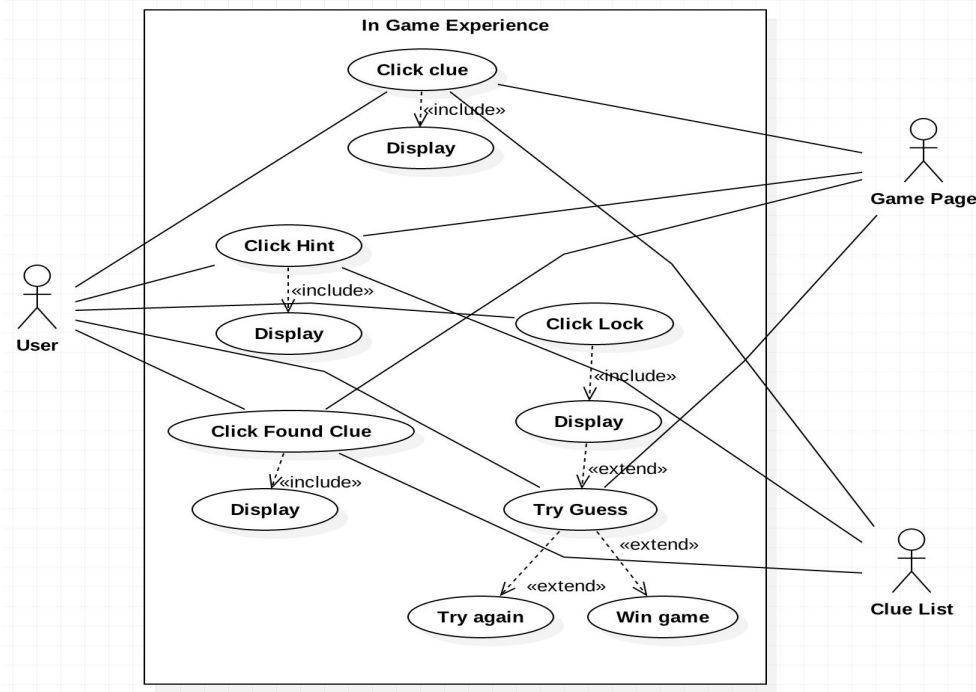 In Game Experience
Click clue
«include»
Display
Game Page
Click Hint
«include»
Display
User
Click Lock
«include»
Display
Click Found Clue
«include»
Display
«extend»
Try Guess
«extend»
«extend»
Try again
Win game
Clue List